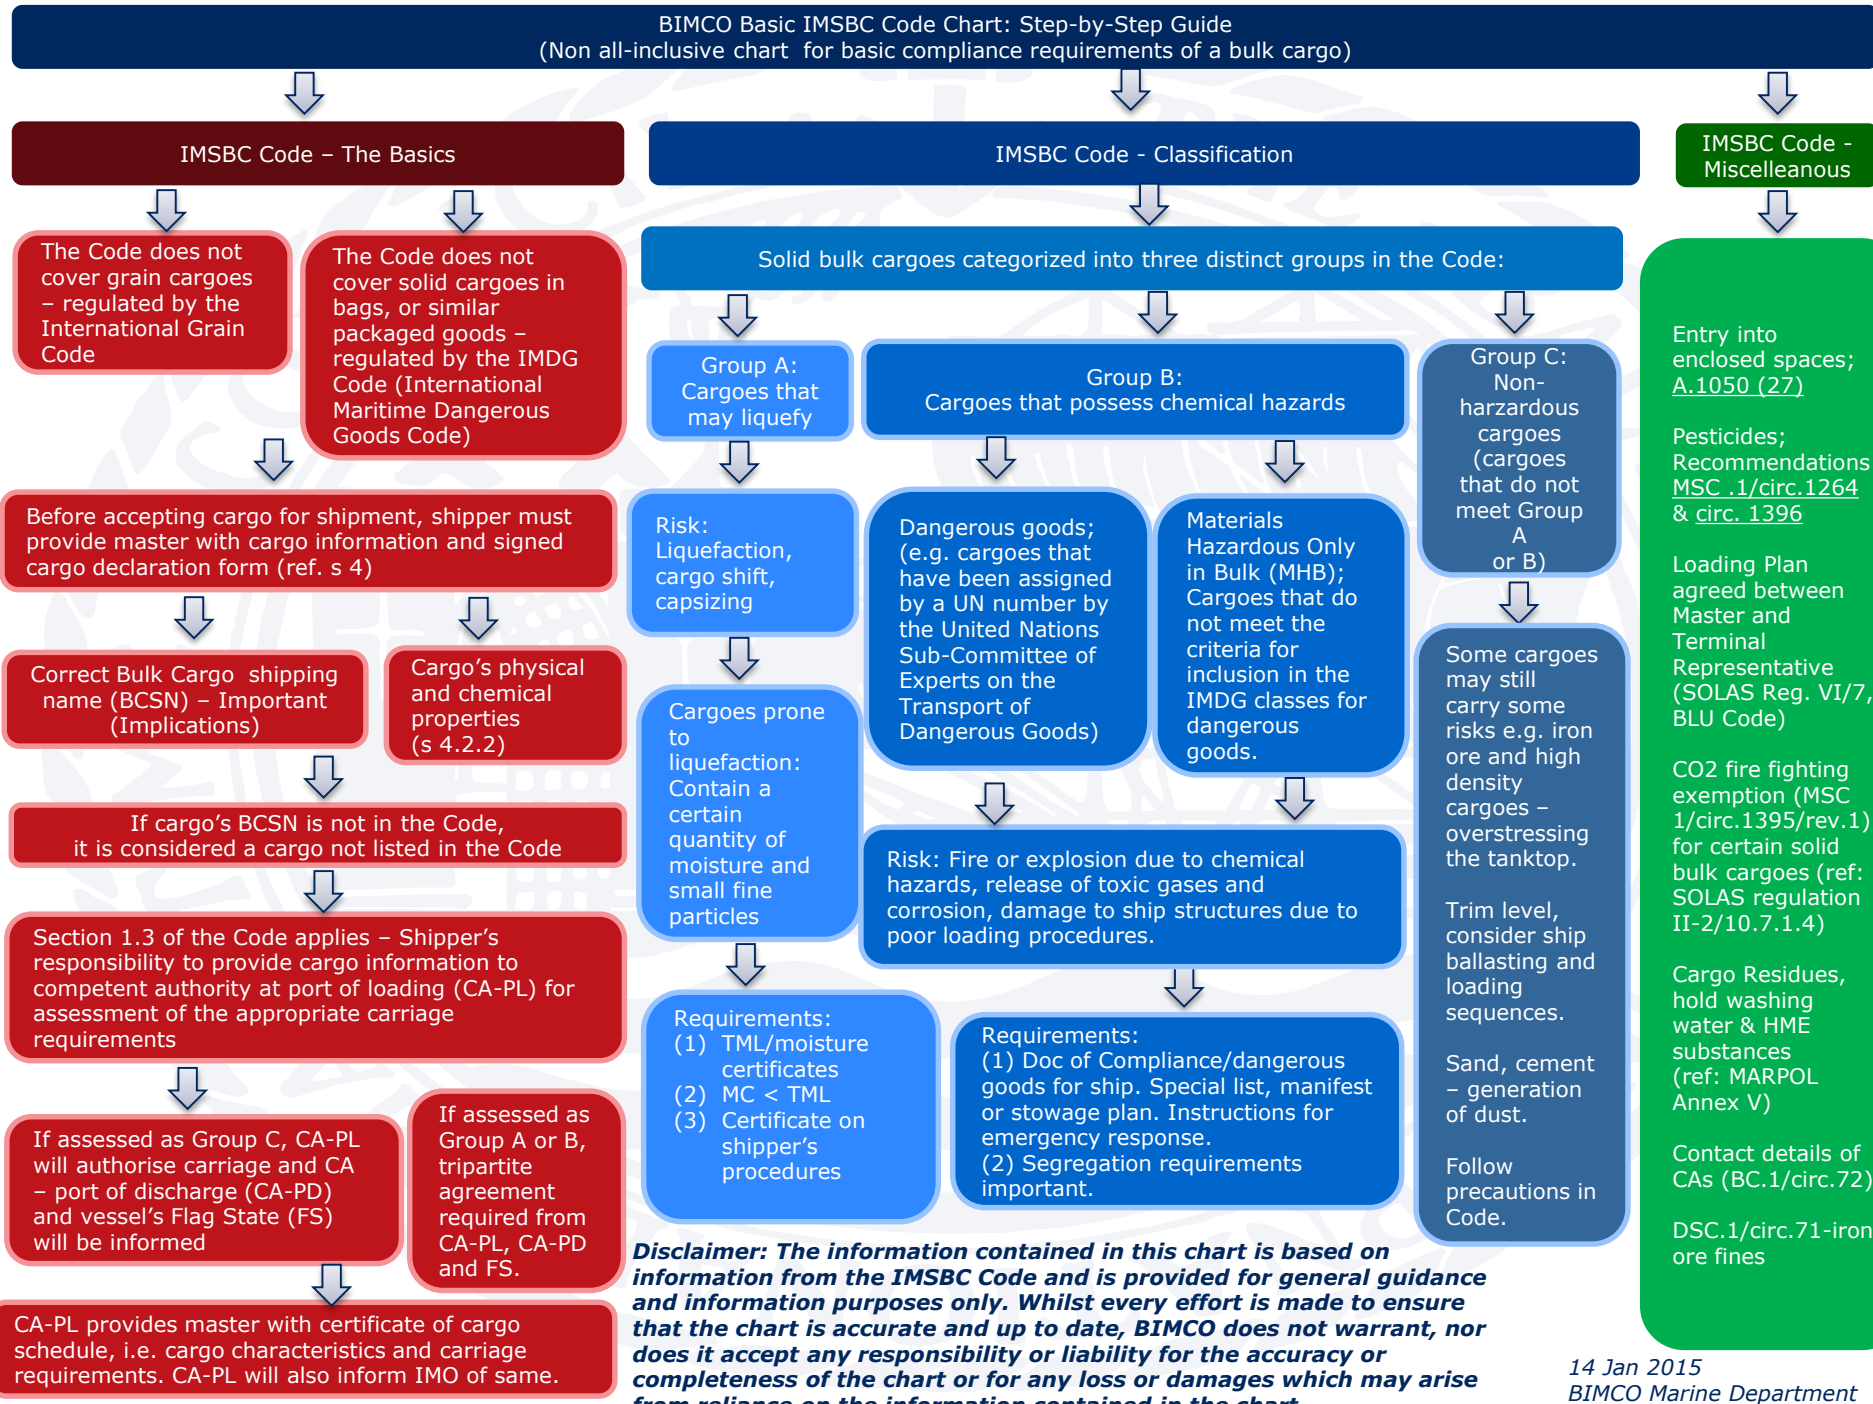 BIMCO Basic IMSBC Code Chart: Step-by-Step Guide
(Non all-inclusive chart for basic compliance requirements of a bulk cargo)
IMSBC Code – The Basics
The Code does not
cover grain cargoes
– regulated by the
International Grain
Code
The Code does not
cover solid cargoes in
bags, or similar
packaged goods –
regulated by the IMDG
Code (International
Maritime Dangerous
Goods Code)
Before accepting cargo for shipment, shipper must
provide master with cargo information and signed
cargo declaration form (ref. s 4)
Correct Bulk Cargo shipping
name (BCSN) – Important
(Implications)
Cargo's physical
and chemical
properties
(s 4.2.2)
If cargo's BCSN is not in the Code,
it is considered a cargo not listed in the Code
Section 1.3 of the Code applies – Shipper's
responsibility to provide cargo information to
competent authority at port of loading (CA-PL) for
assessment of the appropriate carriage
requirements
If assessed as Group C, CA-PL
will authorise carriage and CA
– port of discharge (CA-PD)
and vessel's Flag State (FS)
will be informed
If assessed as
Group A or B,
tripartite
agreement
required from
CA-PL, CA-PD
and FS.
CA-PL provides master with certificate of cargo
schedule, i.e. cargo characteristics and carriage
requirements. CA-PL will also inform IMO of same.
IMSBC Code - Classification
Solid bulk cargoes categorized into three distinct groups in the Code:
Group A:
Cargoes that
may liquefy
Risk:
Liquefaction,
cargo shift,
capsizing
Cargoes prone
to
liquefaction:
Contain a
certain
quantity of
moisture and
small fine
particles
Requirements:
(1) TML/moisture
certificates
(2) MC < TML
(3) Certificate on
shipper's
procedures
Group B:
Cargoes that possess chemical hazards
Dangerous goods;
(e.g. cargoes that
have been assigned
by a UN number by
the United Nations
Sub-Committee of
Experts on the
Transport of
Dangerous Goods)
Materials
Hazardous Only
in Bulk (MHB);
Cargoes that do
not meet the
criteria for
inclusion in the
IMDG classes for
dangerous
goods.
Risk: Fire or explosion due to chemical
hazards, release of toxic gases and
corrosion, damage to ship structures due to
poor loading procedures.
Requirements:
(1) Doc of Compliance/dangerous
goods for ship. Special list, manifest
or stowage plan. Instructions for
emergency response.
(2) Segregation requirements
important.
Group C:
Non-
harzardous
cargoes
(cargoes
that do not
meet Group
A
or B)
Some cargoes
may still
carry some
risks e.g. iron
ore and high
density
cargoes –
overstressing
the tanktop.
Trim level,
consider ship
ballasting and
loading
sequences.
Sand, cement
– generation
of dust.
Follow
precautions in
Code.
IMSBC Code -
Miscelleanous
Entry into
enclosed spaces;
A.1050 (27)
Pesticides;
Recommendations
MSC .1/circ.1264
& circ. 1396
Loading Plan
agreed between
Master and
Terminal
Representative
(SOLAS Reg. VI/7,
BLU Code)
CO2 fire fighting
exemption (MSC
1/circ.1395/rev.1)
for certain solid
bulk cargoes (ref:
SOLAS regulation
II-2/10.7.1.4)
Cargo Residues,
hold washing
water & HME
substances
(ref: MARPOL
Annex V)
Contact details of
CAs (BC.1/circ.72)
DSC.1/circ.71-iron
ore fines
Disclaimer: The information contained in this chart is based on
information from the IMSBC Code and is provided for general guidance
and information purposes only. Whilst every effort is made to ensure
that the chart is accurate and up to date, BIMCO does not warrant, nor
does it accept any responsibility or liability for the accuracy or
completeness of the chart or for any loss or damages which may arise
from reliance on the information contained in the chart
14 Jan 2015
BIMCO Marine Department